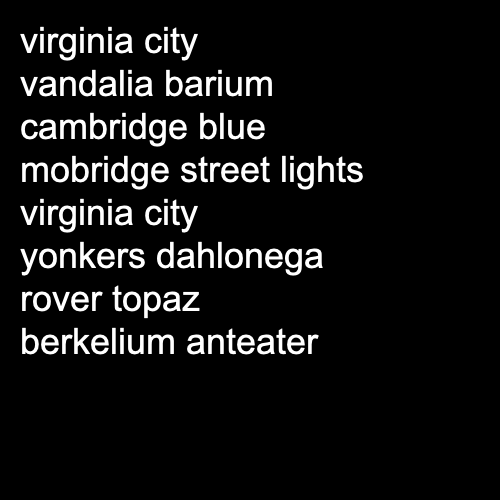 virginia city
vandalia barium
cambridge blue
mobridge street lights
virginia city
yonkers dahlonega
rover topaz
berkelium anteater